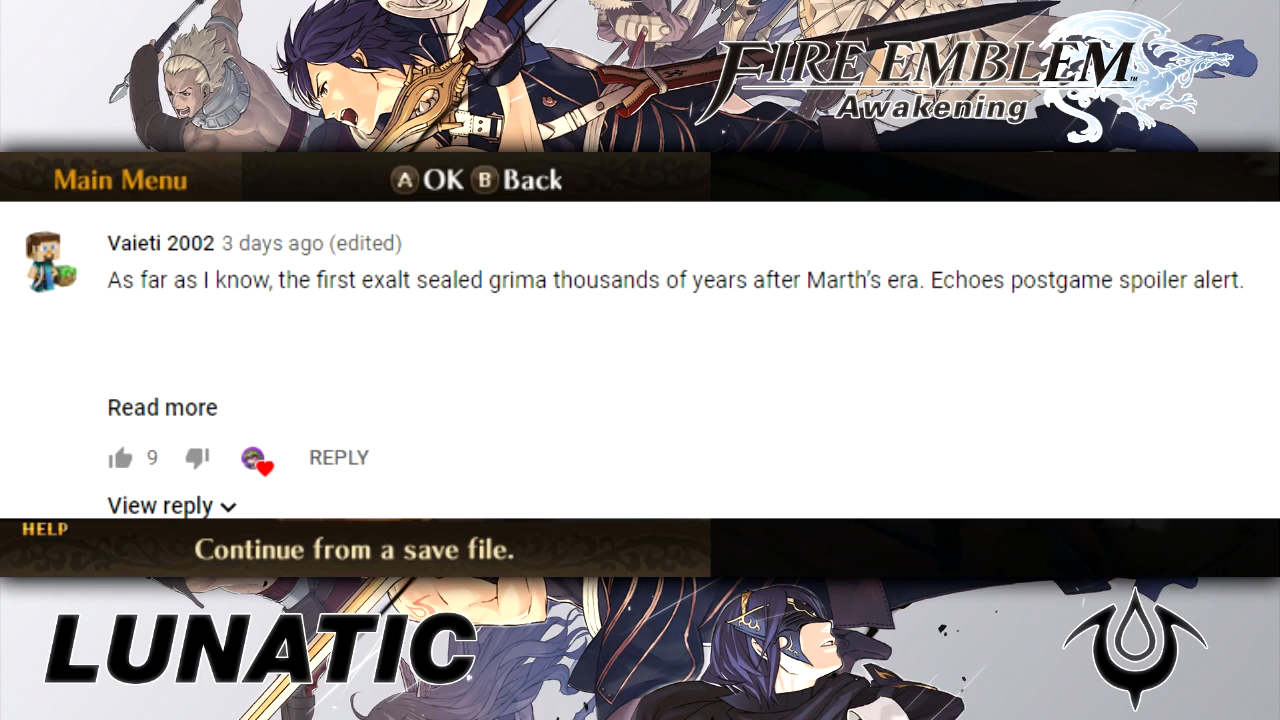 FIRE EMBLEM™
Awakening
Main Menu
A OK B Back
Vaieti 2002 3 days ago (edited)
As far as I know, the first exalt sealed grima thousands of years after Marth’s era. Echoes postgame spoiler alert.
Read more
9 REPLY
View reply
HELP
Continue from a save file.
LUNATIC